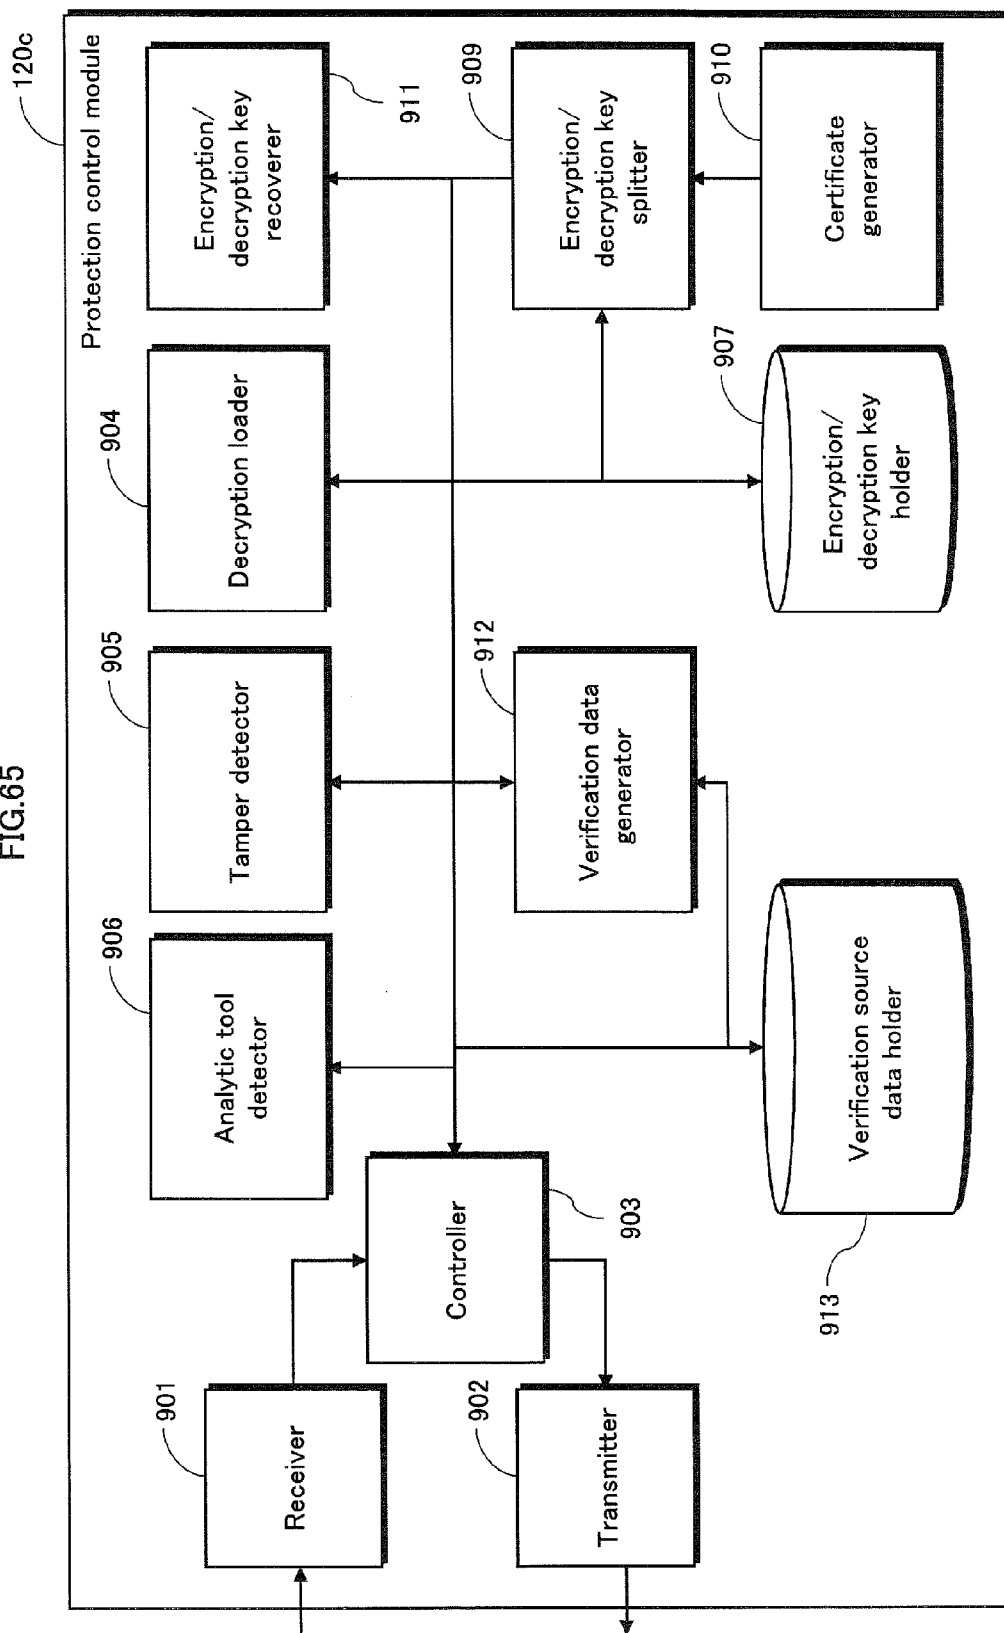 FIG.65
120c
Protection control module
901
Receiver
902
Transmitter
Controller
903
906
Analytic tool
detector
905
Tamper detector
904
Decryption loader
Encryption/
decryption key
recoverer
911
912
Verification data
generator
909
Encryption/
decryption key
splitter
Verification source
data holder
913
907
Encryption/
decryption key
holder
910
Certificate
generator